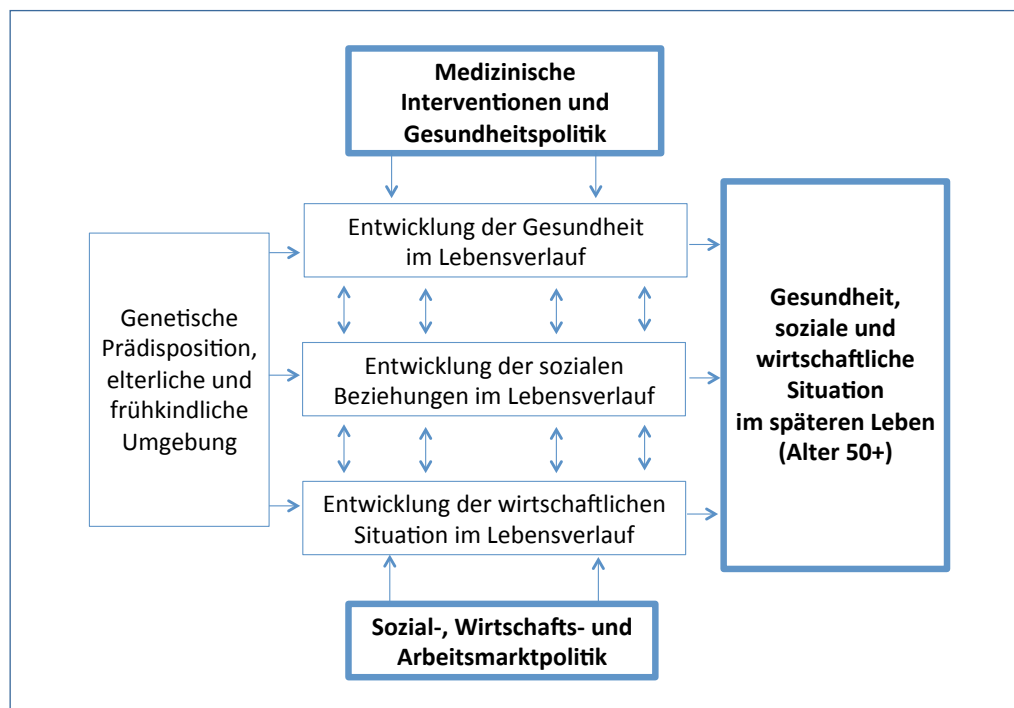 Medizinische
Interventionen und
Gesundheitspolitik
Entwicklung der Gesundheit
im Lebensverlauf
Genetische
Prädisposition,
elterliche und
frühkindliche
Umgebung
Entwicklung der sozialen
Beziehungen im Lebensverlauf
Gesundheit,
soziale und
wirtschaftliche
Situation
im späteren Leben
(Alter 50+)
Entwicklung der wirtschaftlichen
Situation im Lebensverlauf
Sozial-, Wirtschafts- und
Arbeitsmarktpolitik